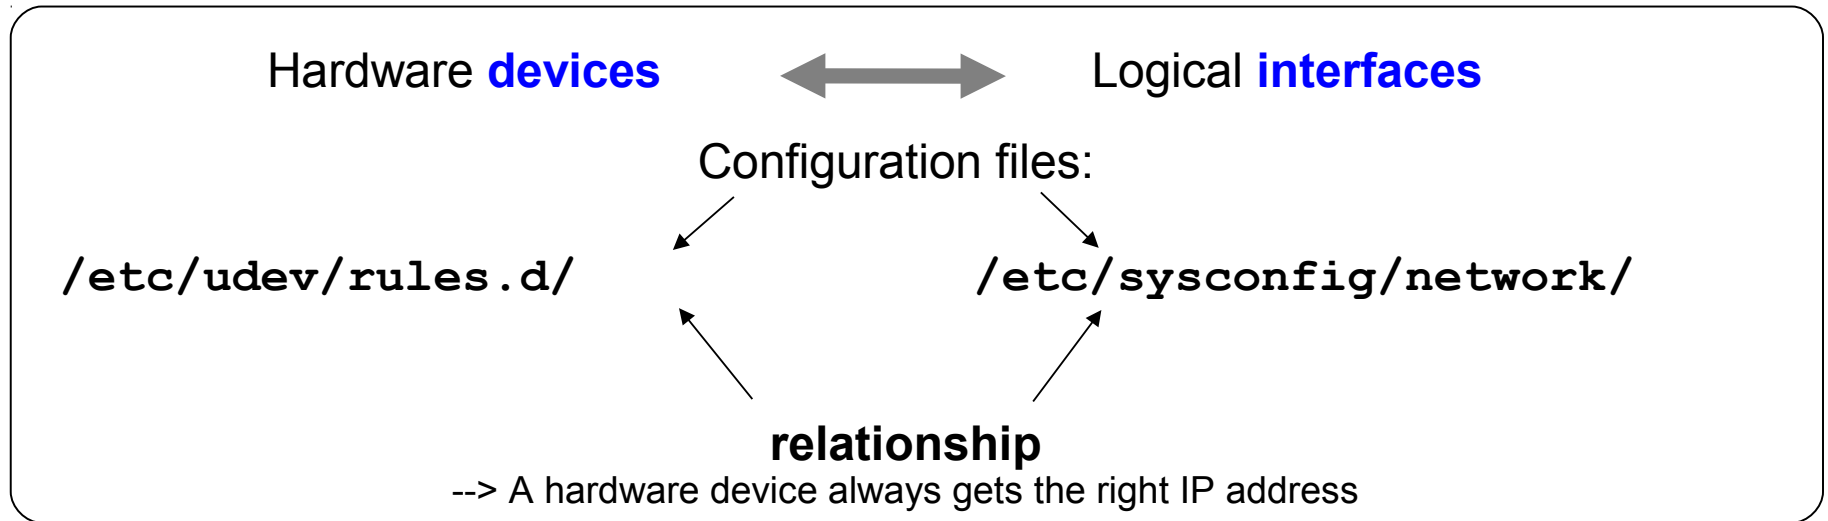 Hardware devices Logical interfaces
Configuration files:
/etc/udev/rules.d/ /etc/sysconfig/network/
relationship
--> A hardware device always gets the right IP address